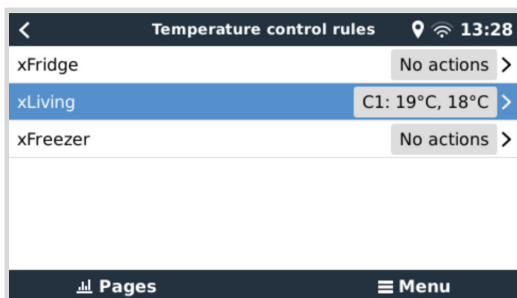 Temperature control rules 13:28
xFridge No actions
xLiving C1: 19°C, 18°C
xFreezer No actions
Pages Menu